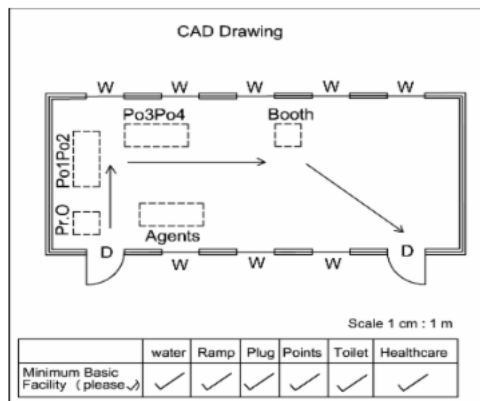 CAD Drawing
W W W W W
Po3Po4 Booth
Po1Po2
Pr.O
Agents
D D
W W W
Scale 1 cm : 1 m
water Ramp Plug Points Toilet Healthcare
Minimum Basic
Facility (please ✓) ✓ ✓ ✓ ✓ ✓ ✓